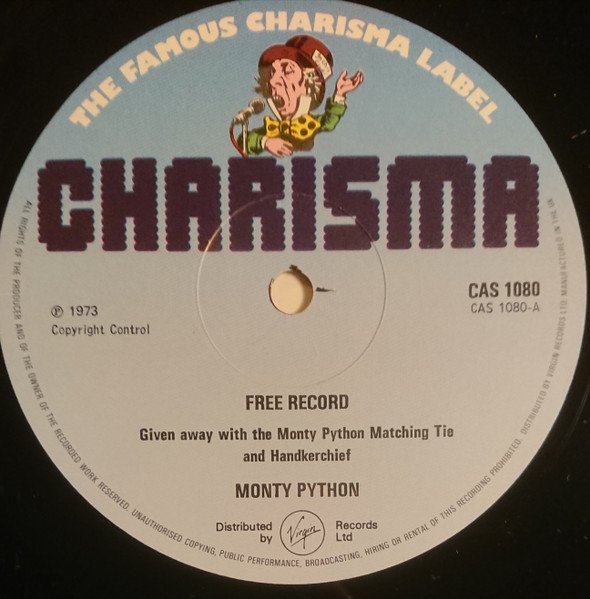 THE FAMOUS CHARISMA LABEL
CHARISMA
℗ 1973
Copyright Control
CAS 1080
CAS 1080-A
FREE RECORD
Given away with the Monty Python Matching Tie
and Handkerchief
MONTY PYTHON
Distributed
by
Virgin
Records
Ltd
ALL RIGHTS OF THE PRODUCER AND OF THE OWNER OF THE RECORDED WORK RESERVED. UNAUTHORISED COPYING, PUBLIC PERFORMANCE, BROADCASTING, HIRING OR RENTAL OF THIS RECORDING PROHIBITED. DISTRIBUTED BY VIRGIN RECORDS LTD. MANUFACTURED IN THE UK